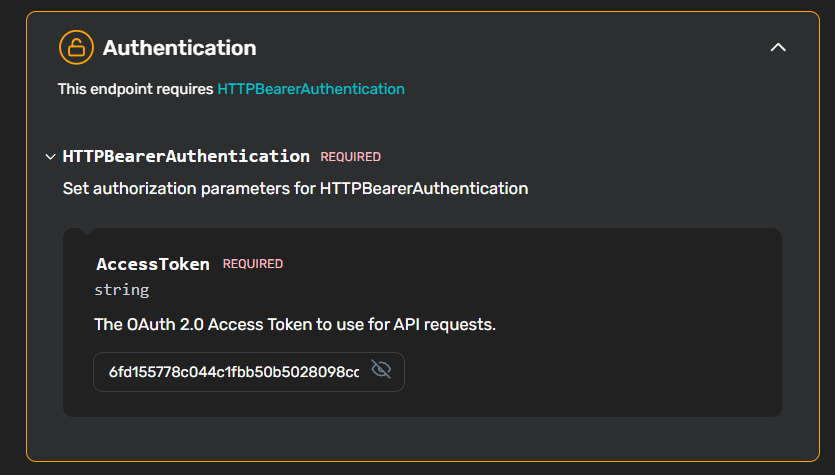 Authentication
This endpoint requires HTTPBearerAuthentication
HTTPBearerAuthentication REQUIRED
Set authorization parameters for HTTPBearerAuthentication
AccessToken REQUIRED
string
The OAuth 2.0 Access Token to use for API requests.
6fd155778c044c1fbb50b5028098cc